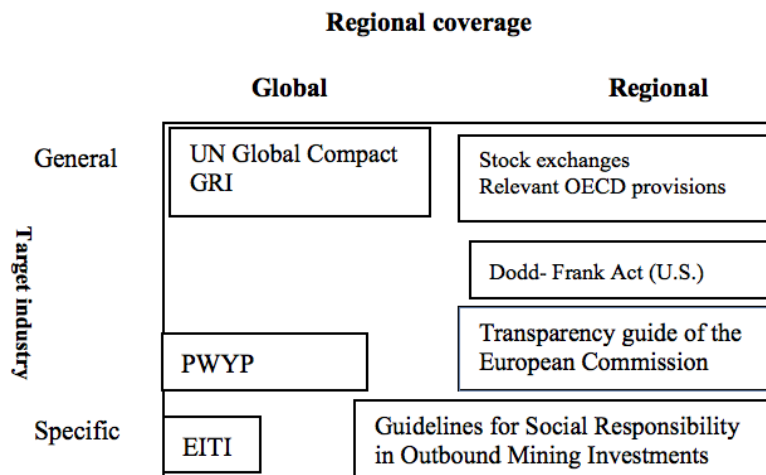 Regional coverage
Global
Regional
General
UN Global Compact
GRI
Stock exchanges
Relevant OECD provisions
Target industry
Dodd- Frank Act (U.S.)
Transparency guide of the
European Commission
PWYP
Specific
EITI
Guidelines for Social Responsibility
in Outbound Mining Investments